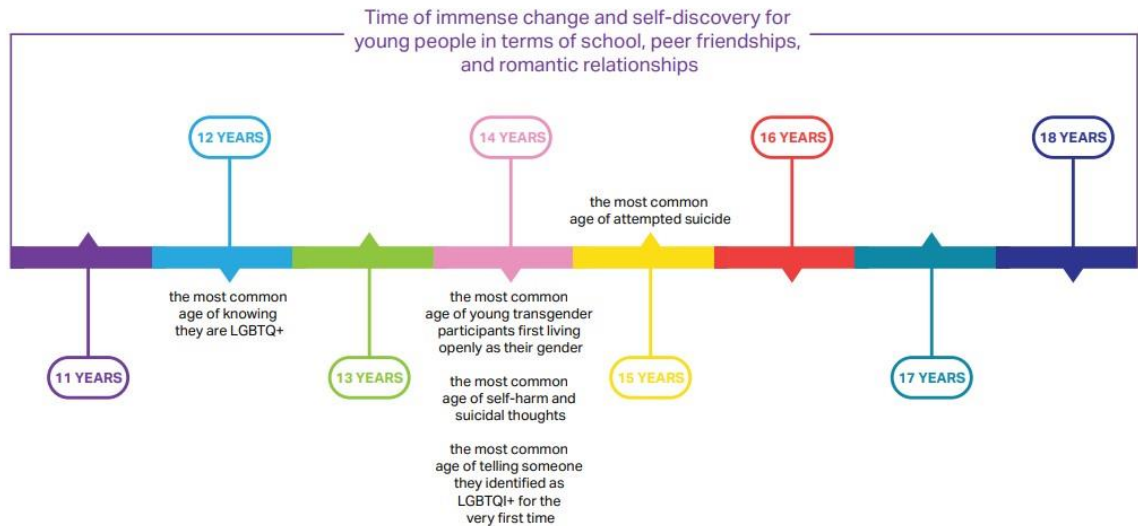 Time of immense change and self-discovery for
young people in terms of school, peer friendships,
and romantic relationships
12 YEARS
14 YEARS
16 YEARS
18 YEARS
the most common
age of attempted suicide
the most common
age of knowing
they are LGBTQ+
the most common
age of young transgender
participants first living
openly as their gender
the most common
age of self-harm and
suicidal thoughts
the most common
age of telling someone
they identified as
LGBTQI+ for the
very first time
11 YEARS
13 YEARS
15 YEARS
17 YEARS